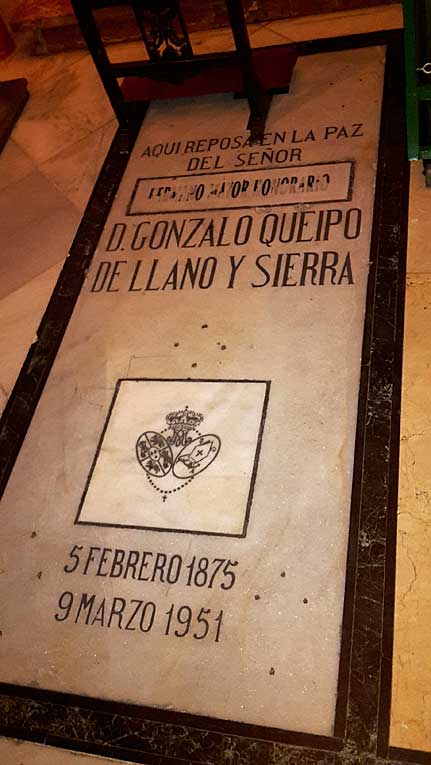 AQUI REPOSA EN LA PAZ
DEL SEÑOR
HERMANO MAYOR HONORARIO
D. GONZALO QUEIPO
DE LLANO Y SIERRA
5 FEBRERO 1875
9 MARZO 1951